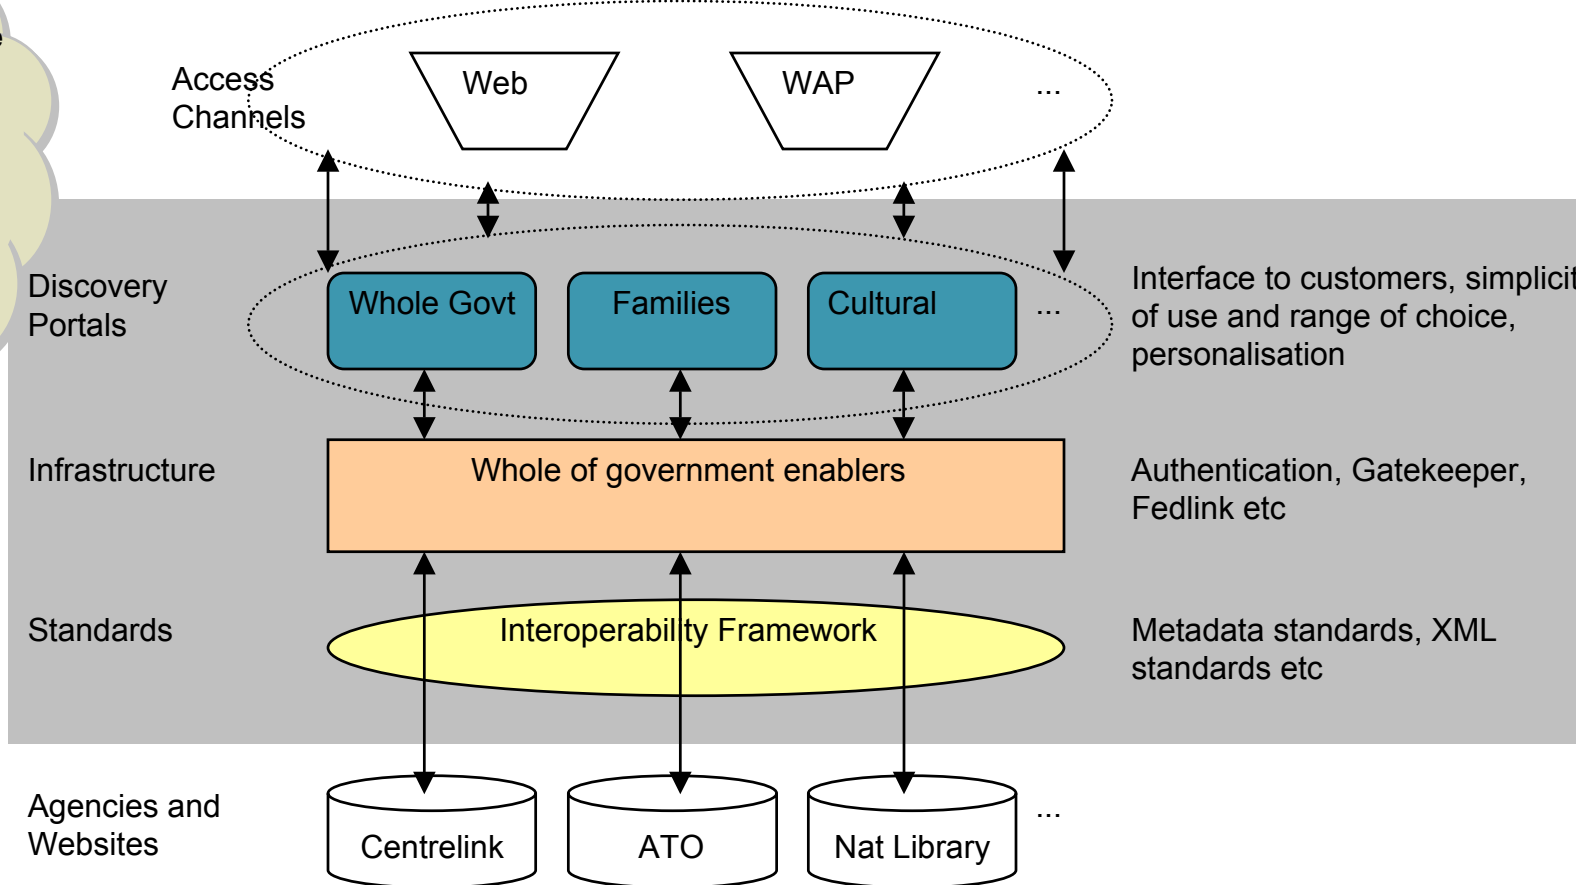 Access
Channels
Web
WAP
...
Discovery
Portals
Whole Govt
Families
Cultural
...
Interface to customers, simplicit
of use and range of choice,
personalisation
Infrastructure
Whole of government enablers
Authentication, Gatekeeper,
Fedlink etc
Standards
Interoperability Framework
Metadata standards, XML
standards etc
Agencies and
Websites
Centrelink
ATO
Nat Library
...